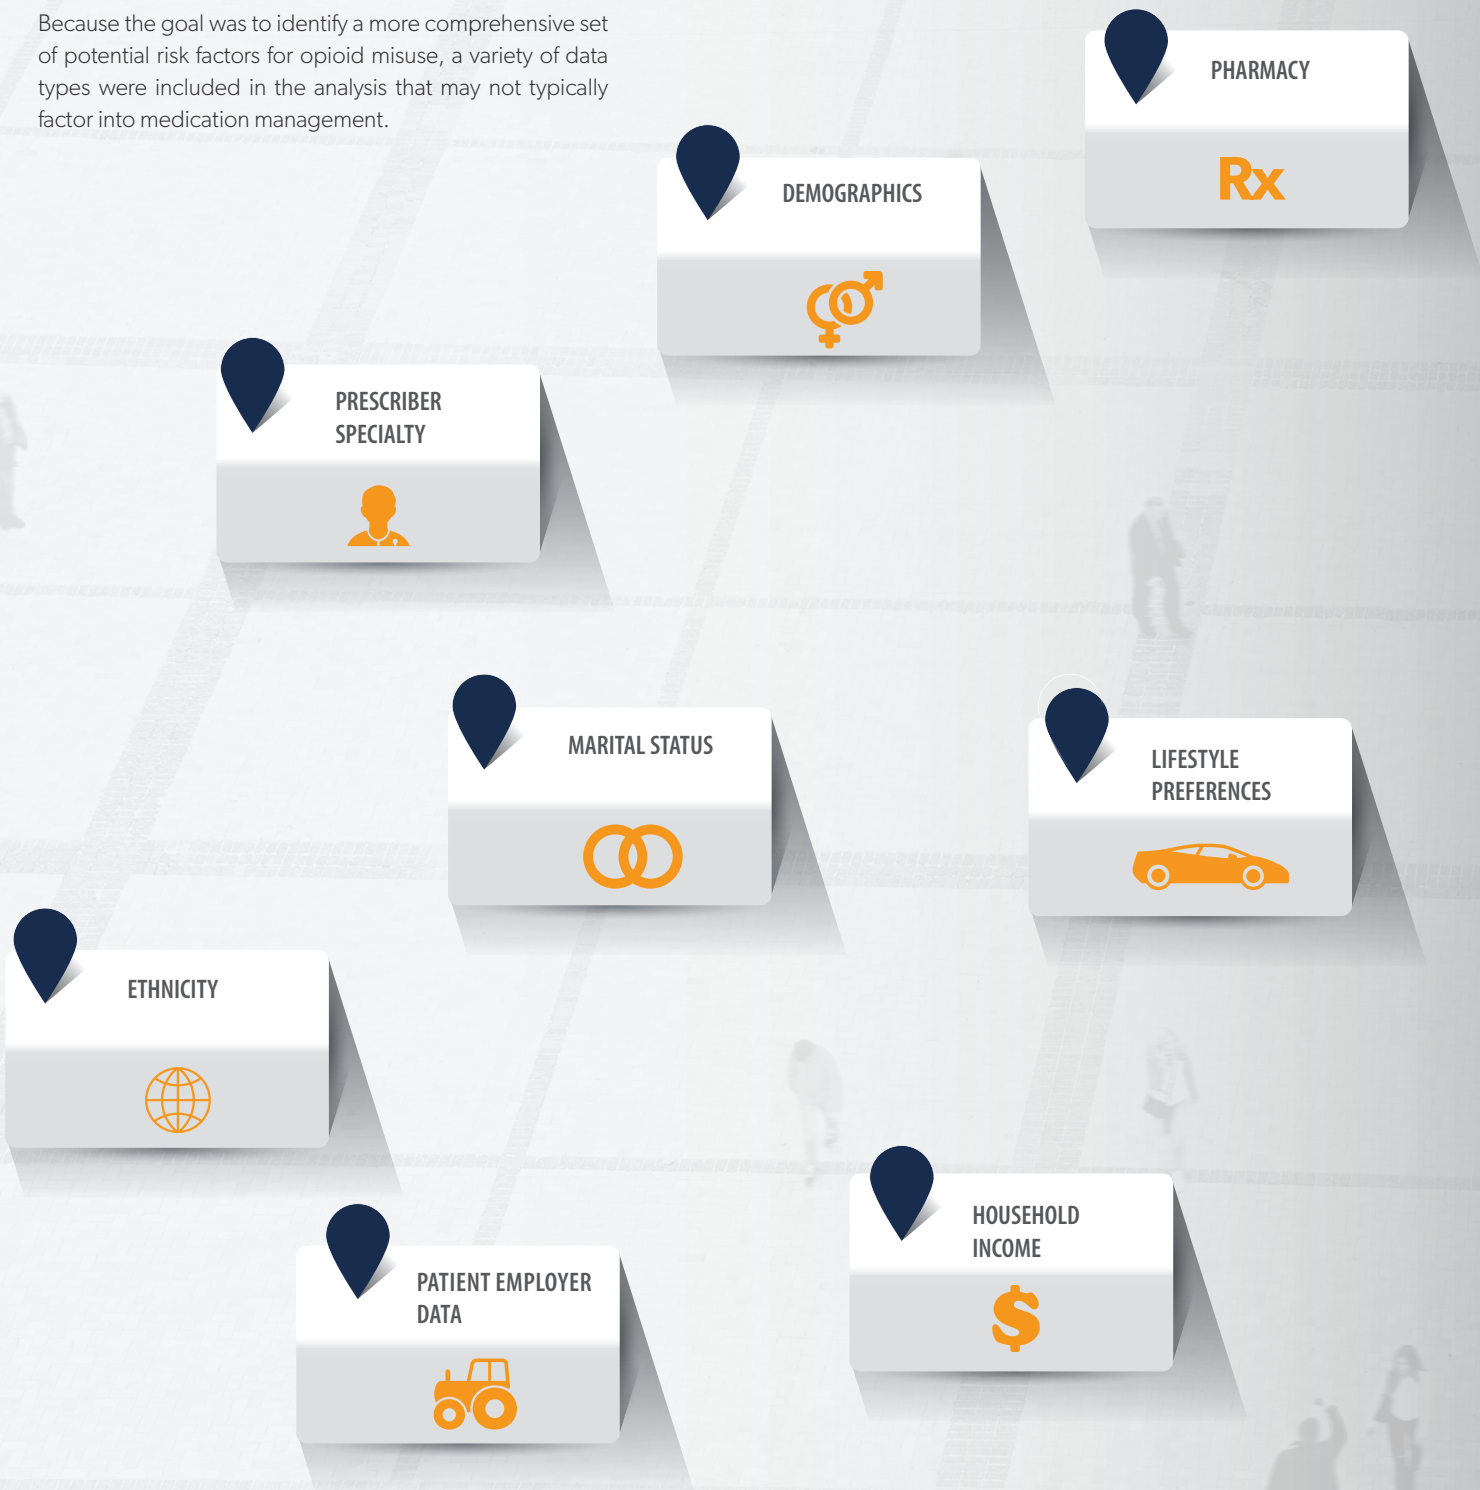 Because the goal was to identify a more comprehensive set
of potential risk factors for opioid misuse, a variety of data
types were included in the analysis that may not typically
factor into medication management.
PHARMACY
Rx
DEMOGRAPHICS
PRESCRIBER
SPECIALTY
MARITAL STATUS
LIFESTYLE
PREFERENCES
ETHNICITY
HOUSEHOLD
INCOME
$
PATIENT EMPLOYER
DATA